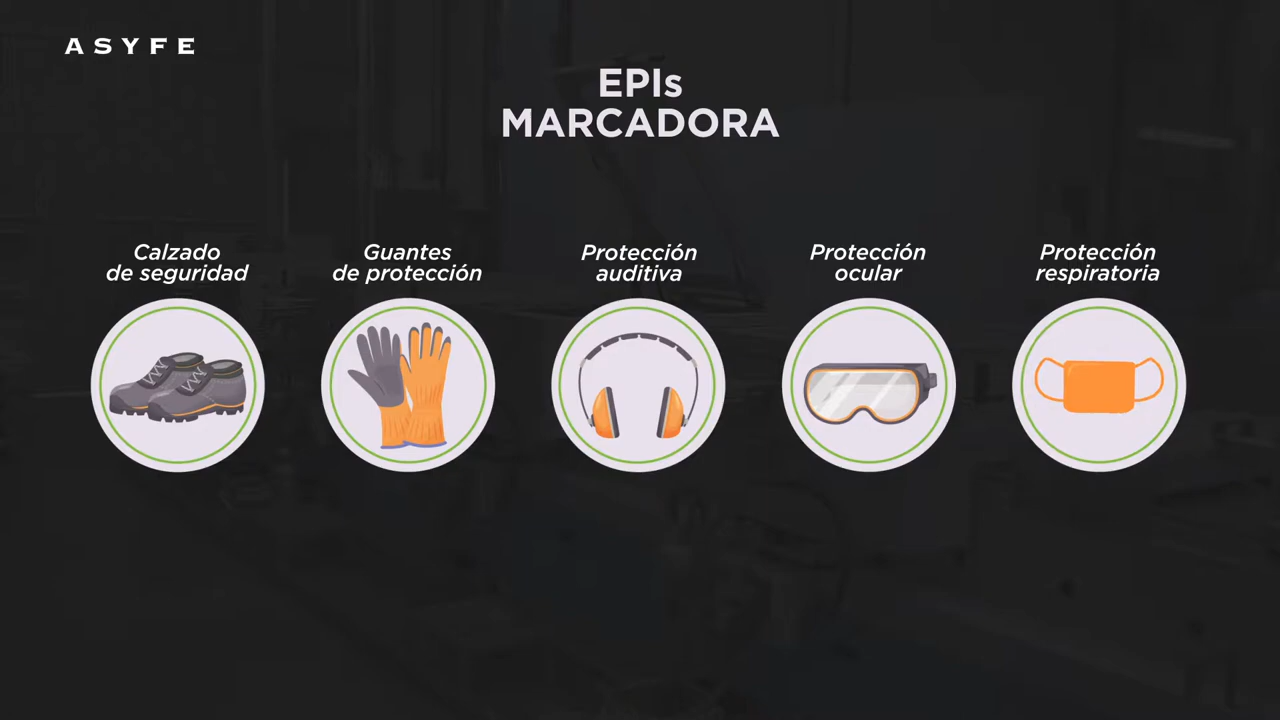 ASYFE
EPIs
MARCADORA
Calzado
de seguridad
Guantes
de protección
Protección
auditiva
Protección
ocular
Protección
respiratoria